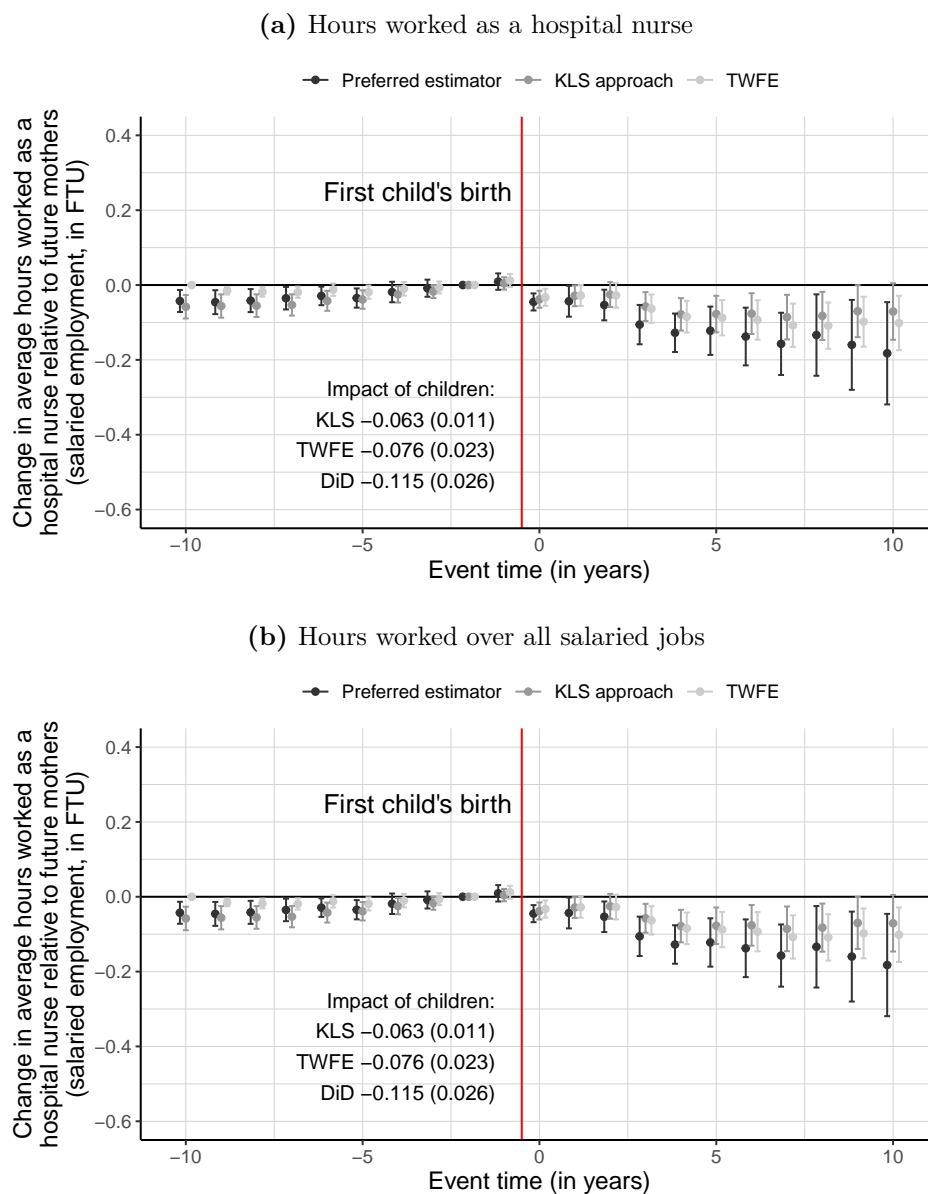 (a) Hours worked as a hospital nurse
Preferred estimator KLS approach TWFE
Change in average hours worked as a
hospital nurse relative to future mothers
(salaried employment, in FTU)
0.4
0.2
0.0
−0.2
−0.4
−0.6
First child's birth
Impact of children:
KLS −0.063 (0.011)
TWFE −0.076 (0.023)
DiD −0.115 (0.026)
−10 −5 0 5 10
Event time (in years)
(b) Hours worked over all salaried jobs
Preferred estimator KLS approach TWFE
Change in average hours worked as a
hospital nurse relative to future mothers
(salaried employment, in FTU)
0.4
0.2
0.0
−0.2
−0.4
−0.6
First child's birth
Impact of children:
KLS −0.063 (0.011)
TWFE −0.076 (0.023)
DiD −0.115 (0.026)
−10 −5 0 5 10
Event time (in years)